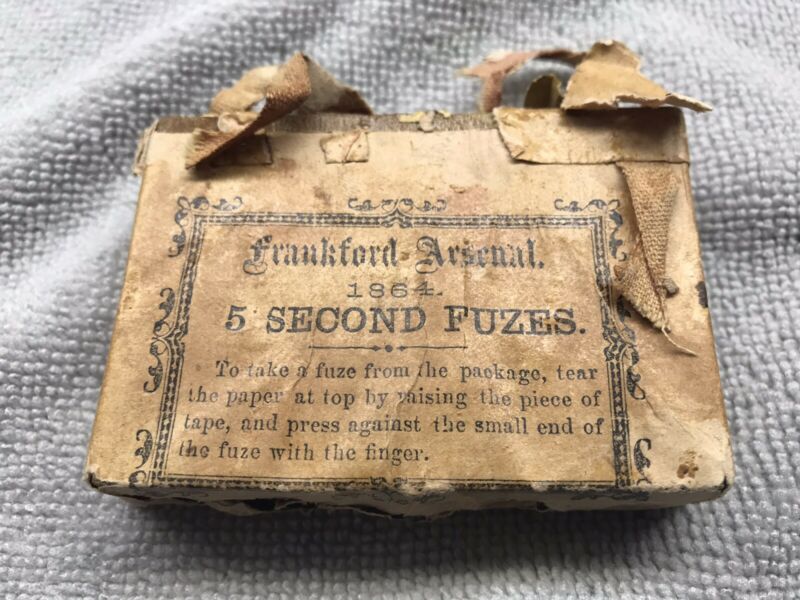 Frankford Arsenal.
1864.
5 SECOND FUZES.
To take a fuze from the package, tear
the paper at top by raising the piece of
tape, and press against the small end of
the fuze with the finger.